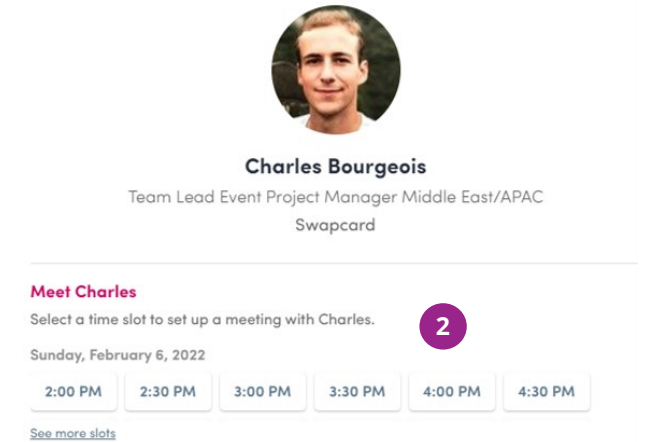 Charles Bourgeois
Team Lead Event Project Manager Middle East/APAC
Swapcard
Meet Charles
Select a time slot to set up a meeting with Charles.
2
Sunday, February 6, 2022
2:00 PM 2:30 PM 3:00 PM 3:30 PM 4:00 PM 4:30 PM
See more slots